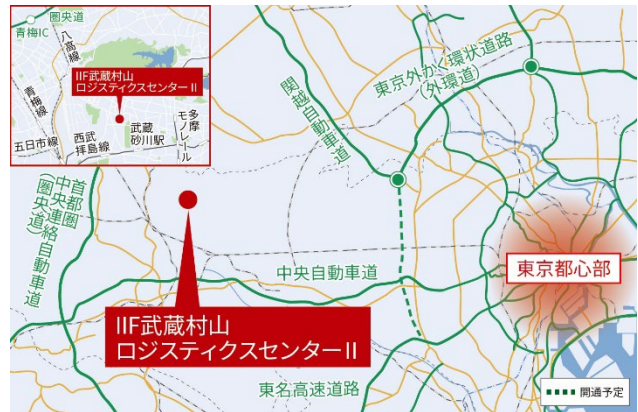 圏央道
青梅IC
八高線
IIF武蔵村山
ロジスティクスセンターⅡ
青梅線
五日市線
西武
拝島線
武蔵
砂川駅
多摩
モノレール
関越自動車道
東京外かく環状道路
(外環道)
首都圏
中央連絡自動車道
(圏央道)
中央自動車道
東京都心部
IIF武蔵村山
ロジスティクスセンターⅡ
東名高速道路
開通予定